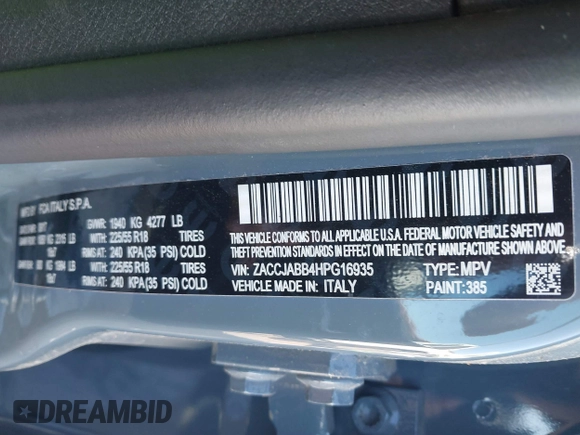 MFD BY FCA ITALY S.P.A.
GVWR: 1940 KG 4277 LB
WITH: 225/55 R18 TIRES
RIMS AT: 240 KPA (35 PSI) COLD
WITH: 225/55 R18 TIRES
RIMS AT: 240 KPA (35 PSI) COLD
THIS VEHICLE CONFORMS TO ALL APPLICABLE U.S.A.
FEDERAL MOTOR VEHICLE SAFETY AND
THEFT PREVENTION STANDARDS IN EFFECT ON THE DATE OF MANUFACTURE SHOWN ABOVE.
VIN: ZACCJABB4HPG16935 TYPE: MPV
VEHICLE MADE IN: ITALY PAINT: 385
DREAMBID